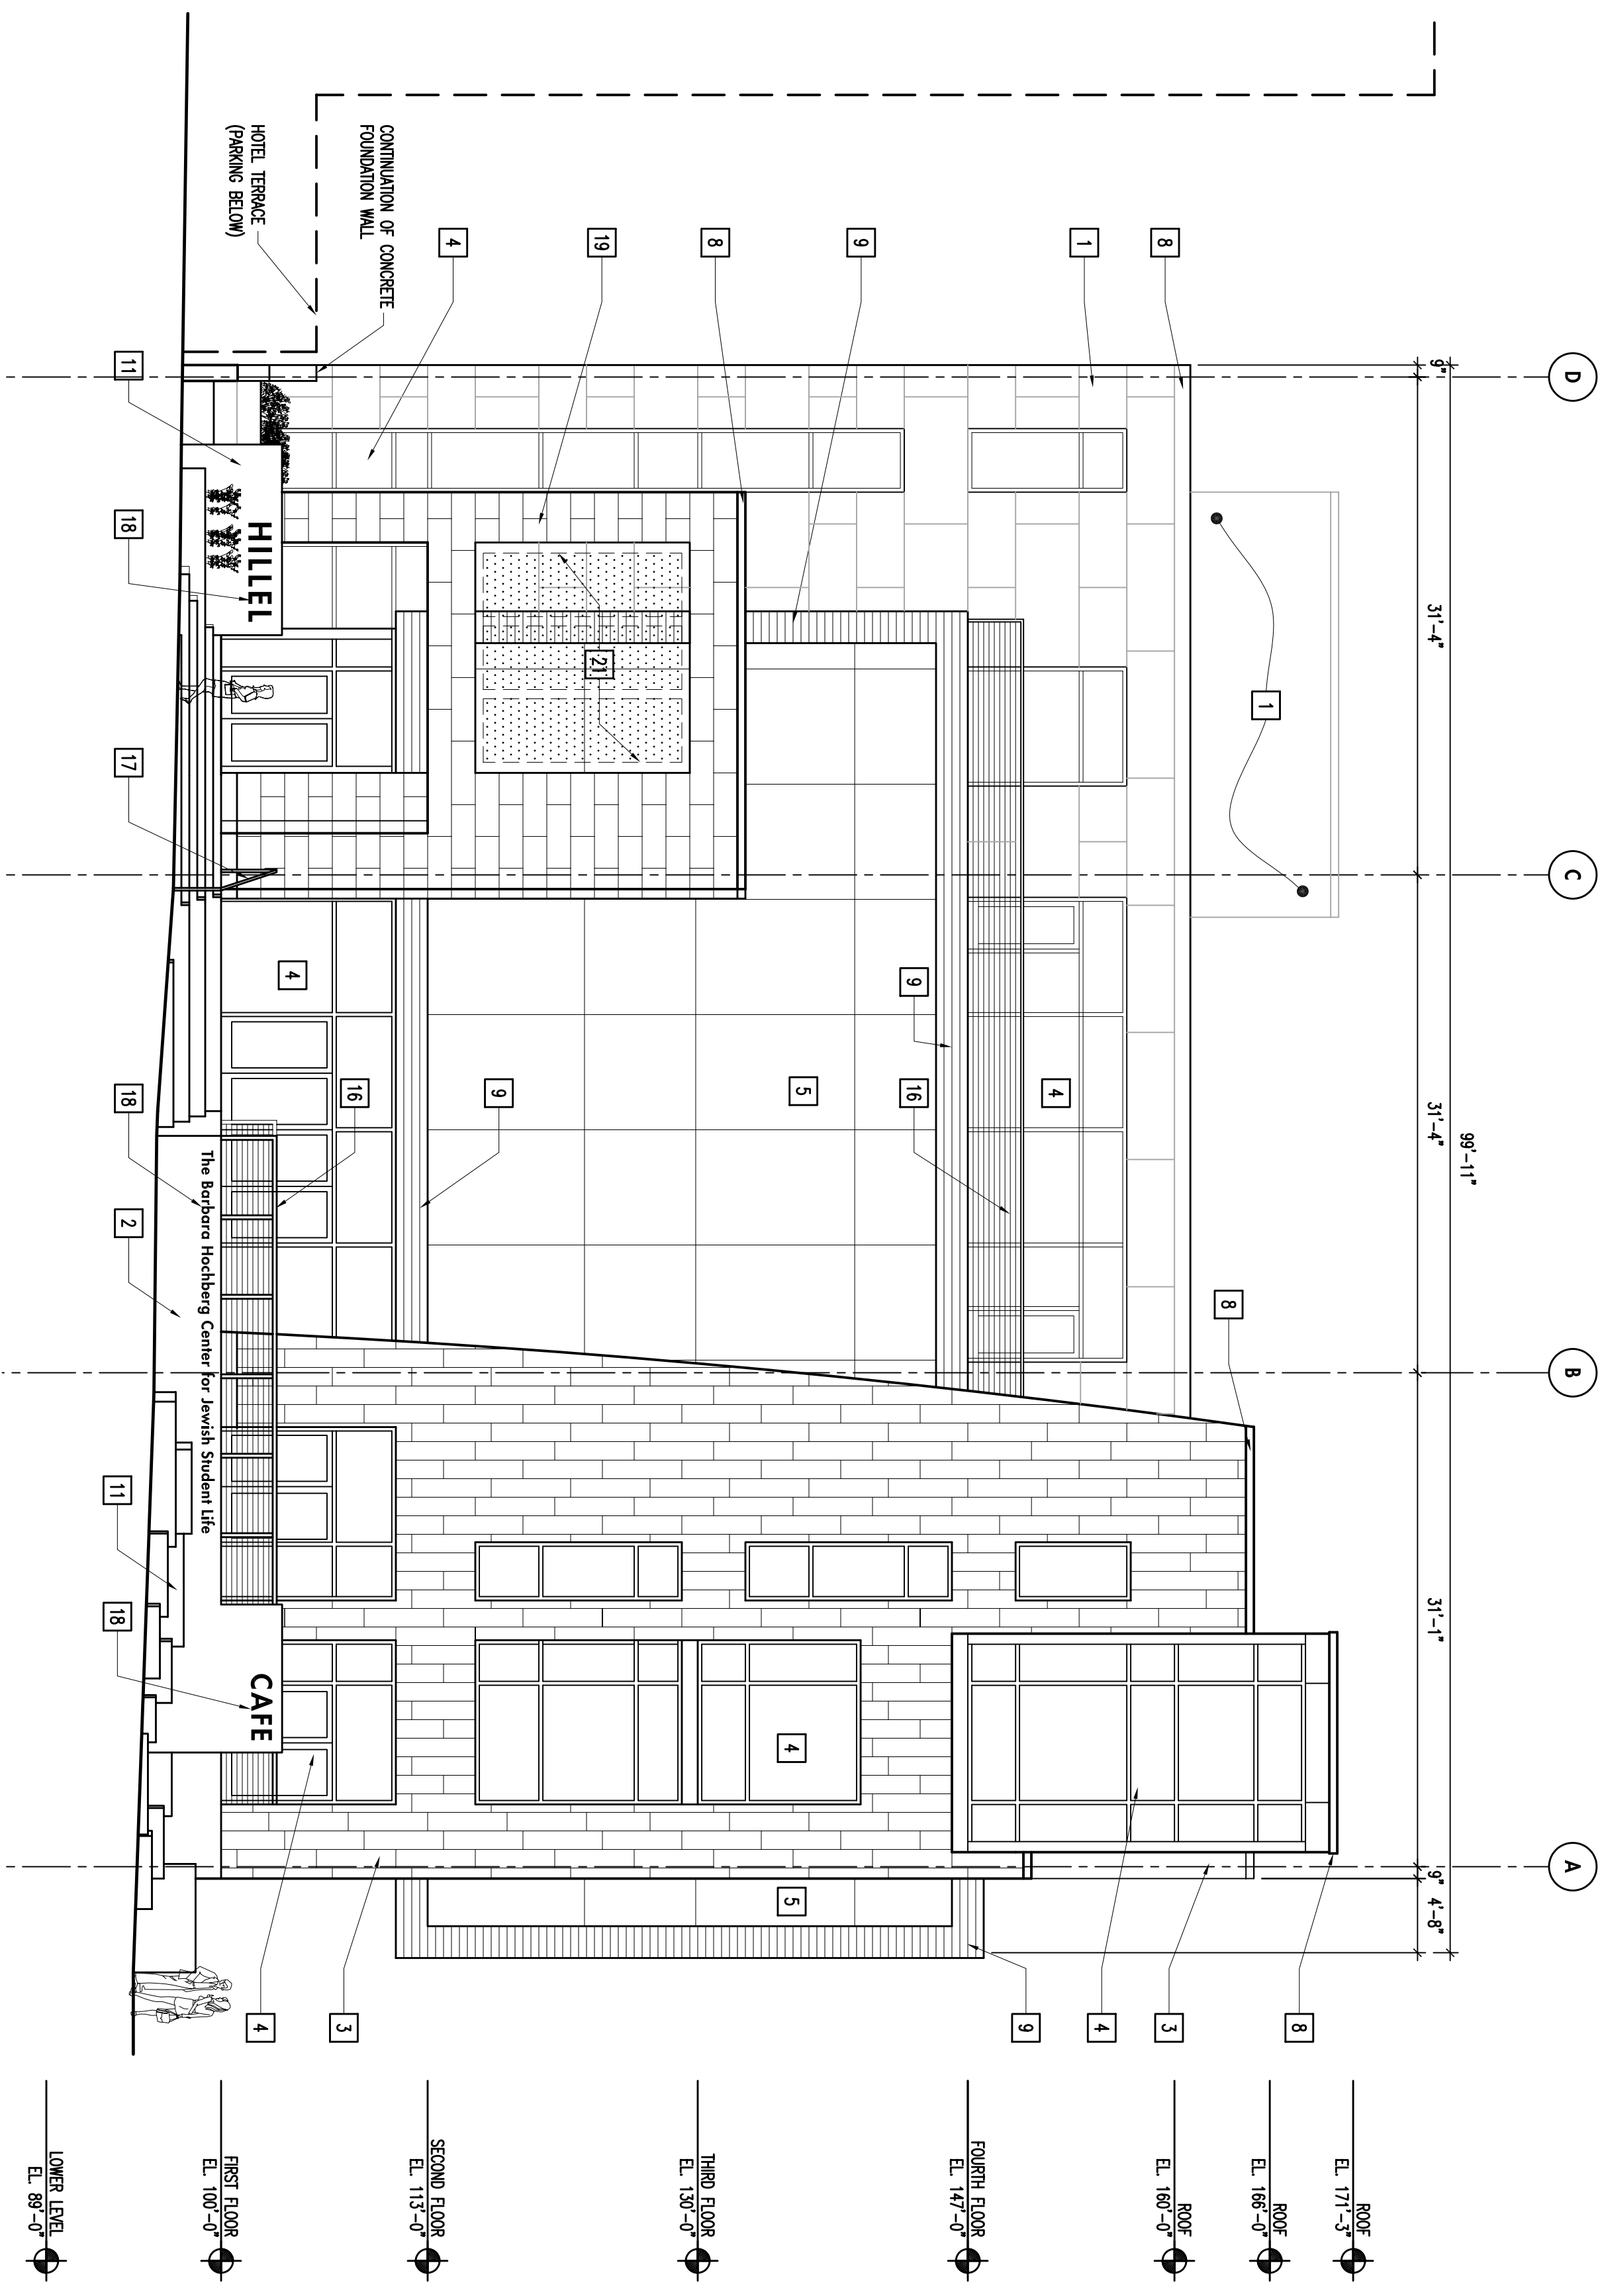 D
C
B
A
99'-11"
9"
31'-4"
31'-4"
31'-1"
9"
4'-8"
8
1
9
8
19
4
CONTINUATION OF CONCRETE
FOUNDATION WALL
HOTEL TERRACE
(PARKING BELOW)
11
18
17
18
2
11
18
1
21
4
9
16
9
5
16
4
8
4
5
HILLEL
The Barbara Hochberg Center for Jewish Student Life
CAFE
8
3
4
9
3
4
ROOF
EL. 171'-3"
ROOF
EL. 166'-0"
ROOF
EL. 160'-0"
FOURTH FLOOR
EL. 147'-0"
THIRD FLOOR
EL. 130'-0"
SECOND FLOOR
EL. 113'-0"
FIRST FLOOR
EL. 100'-0"
LOWER LEVEL
EL. 89'-0"